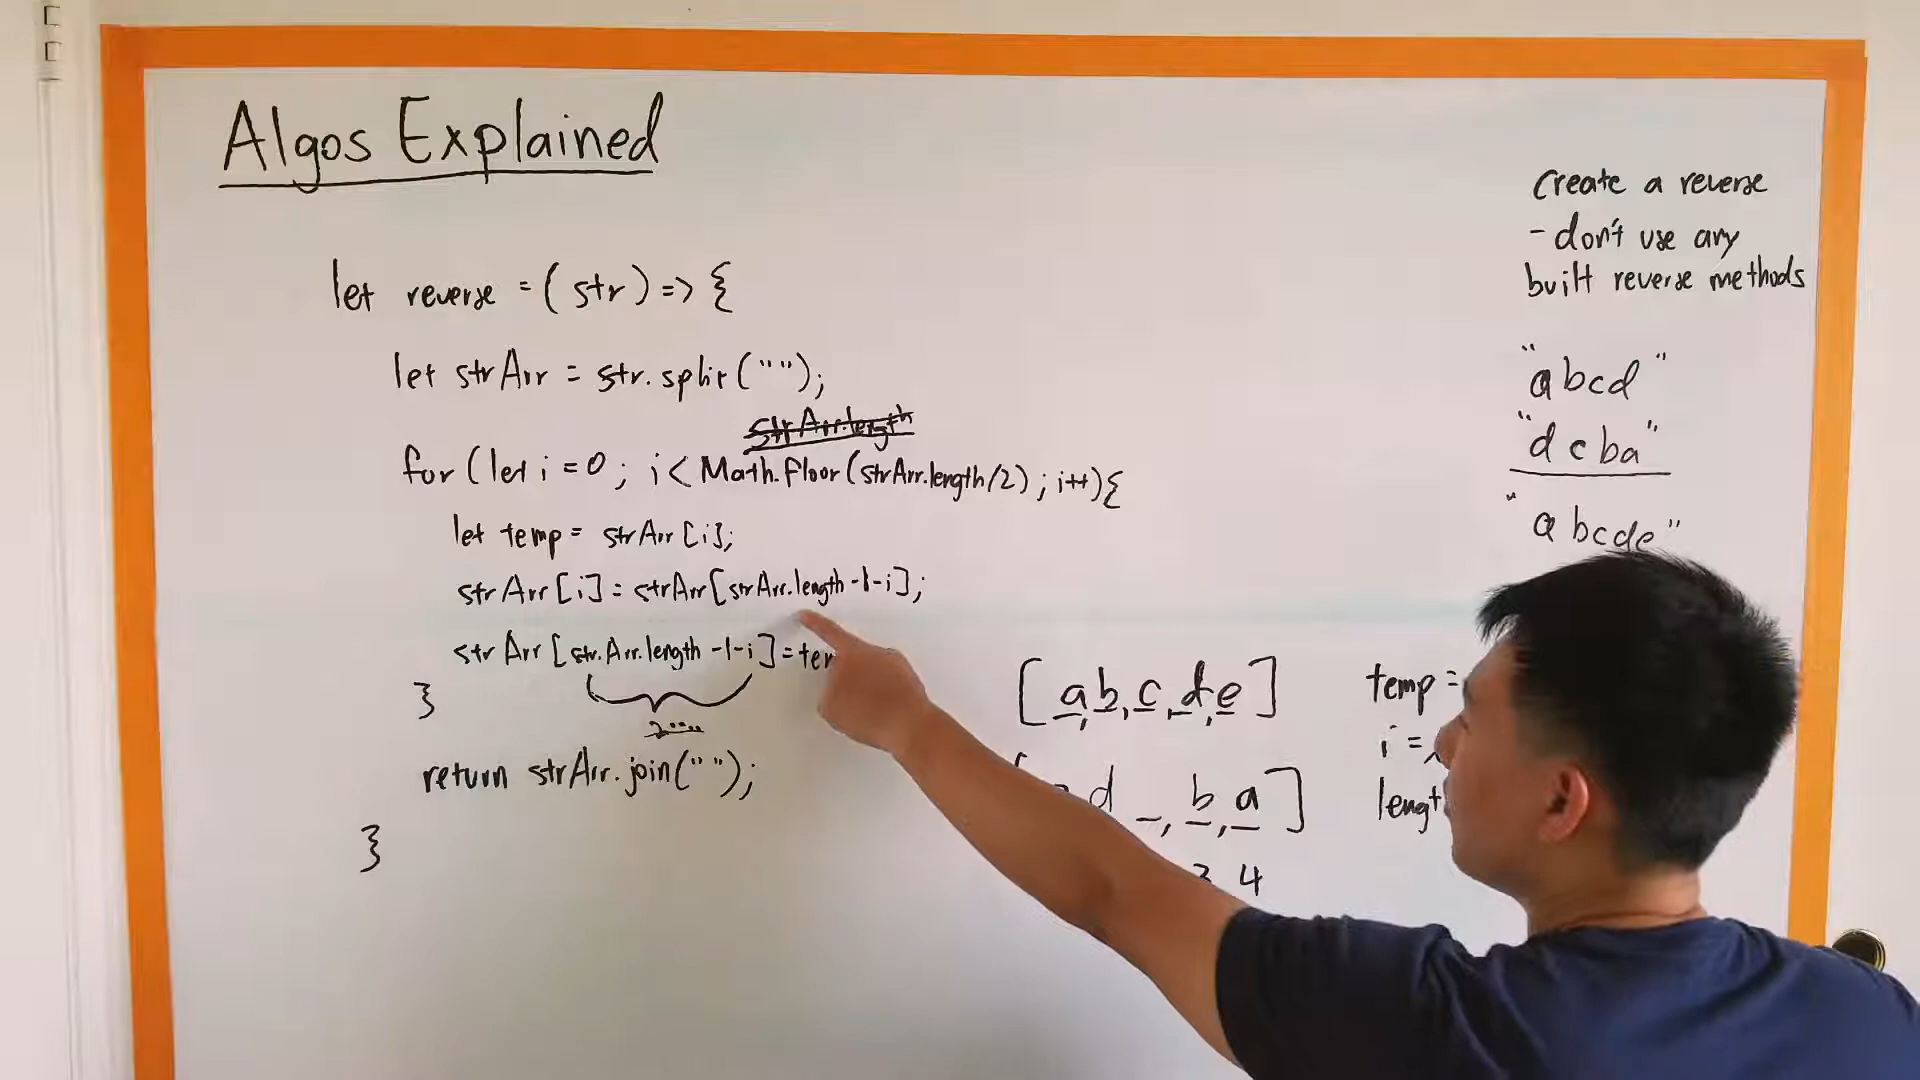 Algos Explained
let reverse = (str) => {
let strArr = str.split("");
strArr.length
for (let i = 0; i < Math.floor(strArr.length/2); i++){
let temp = strArr[i];
strArr[i] = strArr[strArr.length-1-i];
strArr[str.Arr.length-1-i] =
}
return strArr.join("");
}
Create a reverse
- don't use any
built reverse methods
"abcd"
"dcba"
"abcde"
[a,b,c,d,e]
d _, b, a]
3 4
temp =
i =